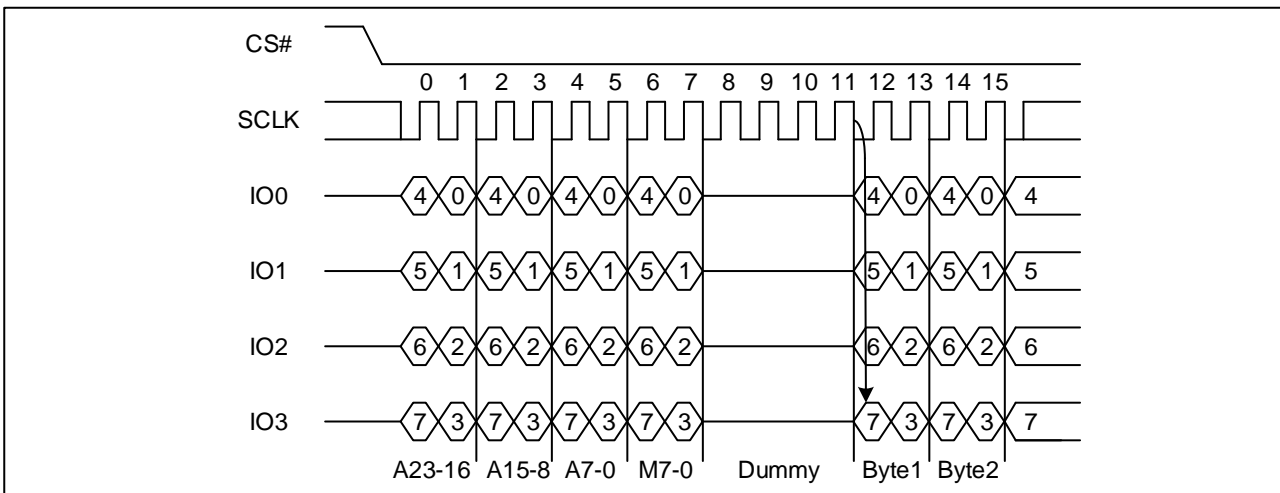 CS#
0 1 2 3 4 5 6 7 8 9 10 11 12 13 14 15
SCLK
IO0 4 0 4 0 4 0 4 0 4 0 4 0 4
IO1 5 1 5 1 5 1 5 1 5 1 5 1 5
IO2 6 2 6 2 6 2 6 2 6 2 6 2 6
IO3 7 3 7 3 7 3 7 3 7 3 7 3 7
A23-16 A15-8 A7-0 M7-0 Dummy Byte1 Byte2